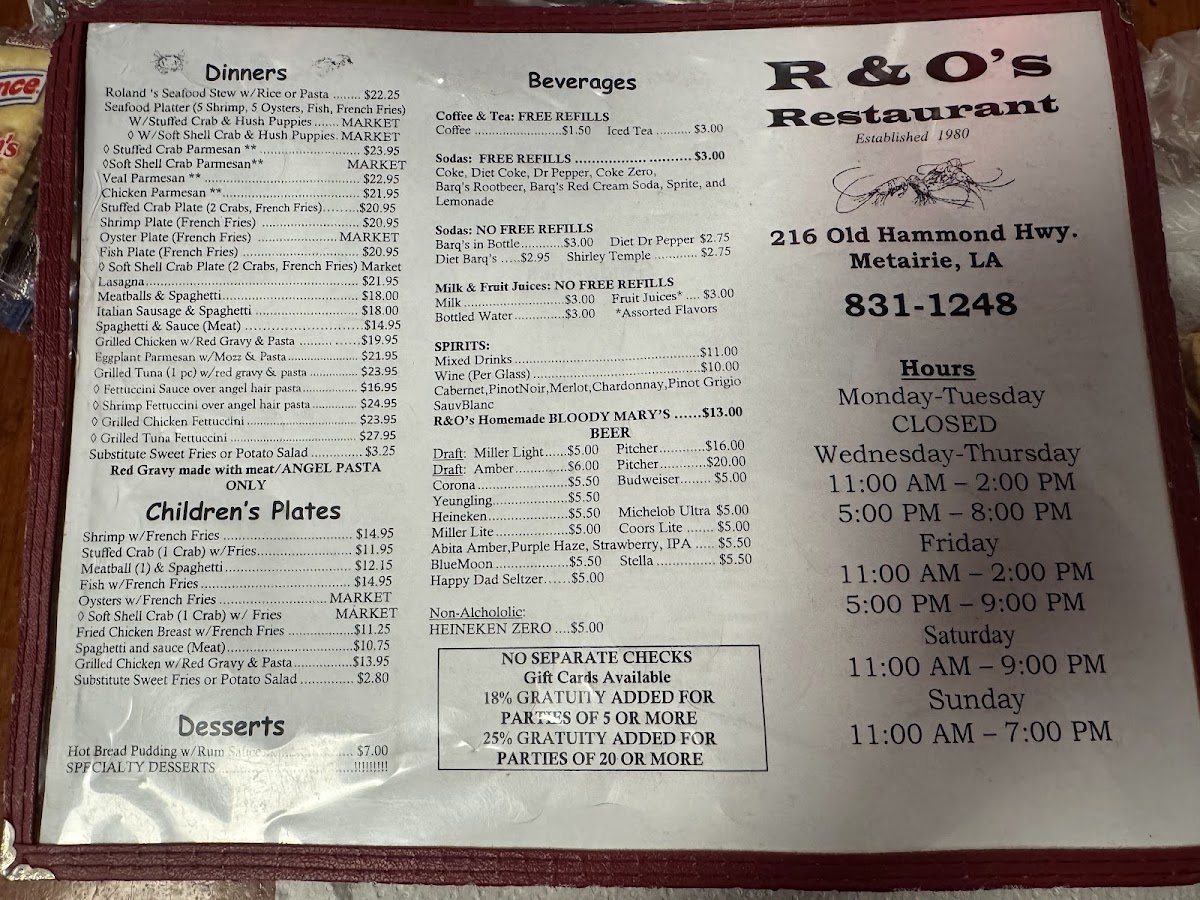 Dinners
Roland 's Seafood Stew w/Rice or Pasta ........ $22.25
Seafood Platter (5 Shrimp, 5 Oysters, Fish, French Fries)
W/Stuffed Crab & Hush Puppies ....... MARKET
◊ W/Soft Shell Crab & Hush Puppies. MARKET
◊ Stuffed Crab Parmesan ** ............ $23.95
◊Soft Shell Crab Parmesan** MARKET
Veal Parmesan ** ............ $22.95
Chicken Parmesan ** ............ $21.95
Stuffed Crab Plate (2 Crabs, French Fries).........$20.95
Shrimp Plate (French Fries) ............ $20.95
Oyster Plate (French Fries) ............ MARKET
Fish Plate (French Fries) ............ $20.95
◊ Soft Shell Crab Plate (2 Crabs, French Fries) Market
Lasagna............ $21.95
Meatballs & Spaghetti............ $18.00
Italian Sausage & Spaghetti ............ $18.00
Spaghetti & Sauce (Meat) ............ $14.95
Grilled Chicken w/Red Gravy & Pasta ............ $19.95
Eggplant Parmesan w/Mozz & Pasta............ $21.95
Grilled Tuna (1 pc) w/red gravy & pasta ............ $23.95
◊ Fettuccini Sauce over angel hair pasta............ $16.95
◊ Shrimp Fettuccini over angel hair pasta ............ $24.95
◊ Grilled Chicken Fettuccini ............ $23.95
◊ Grilled Tuna Fettuccini ............ $27.95
Substitute Sweet Fries or Potato Salad ............ $3.25
Red Gravy made with meat/ANGEL PASTA
ONLY
Children's Plates
Shrimp w/French Fries ............ $14.95
Stuffed Crab (1 Crab) w/Fries............ $11.95
Meatball (1) & Spaghetti............ $12.15
Fish w/French Fries ............ $14.95
Oysters w/French Fries ............ MARKET
◊ Soft Shell Crab (1 Crab) w/ Fries MARKET
Fried Chicken Breast w/French Fries ............$11.25
Spaghetti and sauce (Meat)............$10.75
Grilled Chicken w/Red Gravy & Pasta............$13.95
Substitute Sweet Fries or Potato Salad ............ $2.80
Desserts
Hot Bread Pudding w/Rum ............ $7.00
SPECIALTY DESSERTS ............!!!!!!!!!
Beverages
Coffee & Tea: FREE REFILLS
Coffee ............$1.50 Iced Tea .......... $3.00
Sodas: FREE REFILLS ............ $3.00
Coke, Diet Coke, Dr Pepper, Coke Zero,
Barq's Rootbeer, Barq's Red Cream Soda, Sprite, and
Lemonade
Sodas: NO FREE REFILLS
Barq's in Bottle............$3.00 Diet Dr Pepper $2.75
Diet Barq's .....$2.95 Shirley Temple ............ $2.75
Milk & Fruit Juices: NO FREE REFILLS
Milk ............$3.00 Fruit Juices* .... $3.00
Bottled Water............$3.00 *Assorted Flavors
SPIRITS:
Mixed Drinks ............$11.00
Wine (Per Glass) ............$10.00
Cabernet,PinotNoir,Merlot,Chardonnay,Pinot Grigio
SauvBlanc
R&O's Homemade BLOODY MARY'S ......$13.00
BEER
Draft: Miller Light.....$5.00 Pitcher............$16.00
Draft: Amber............$6.00 Pitcher............$20.00
Corona............$5.50 Budweiser........ $5.00
Yeungling............$5.50
Heineken............$5.50 Michelob Ultra $5.00
Miller Lite............$5.00 Coors Lite ....... $5.00
Abita Amber,Purple Haze, Strawberry, IPA ..... $5.50
BlueMoon ............$5.50 Stella ............ $5.50
Happy Dad Seltzer......$5.00
Non-Alchololic:
HEINEKEN ZERO ....$5.00
NO SEPARATE CHECKS
Gift Cards Available
18% GRATUITY ADDED FOR
PARTIES OF 5 OR MORE
25% GRATUITY ADDED FOR
PARTIES OF 20 OR MORE
R & O's
Restaurant
Established 1980
216 Old Hammond Hwy.
Metairie, LA
831-1248
Hours
Monday-Tuesday
CLOSED
Wednesday-Thursday
11:00 AM – 2:00 PM
5:00 PM – 8:00 PM
Friday
11:00 AM – 2:00 PM
5:00 PM – 9:00 PM
Saturday
11:00 AM – 9:00 PM
Sunday
11:00 AM – 7:00 PM